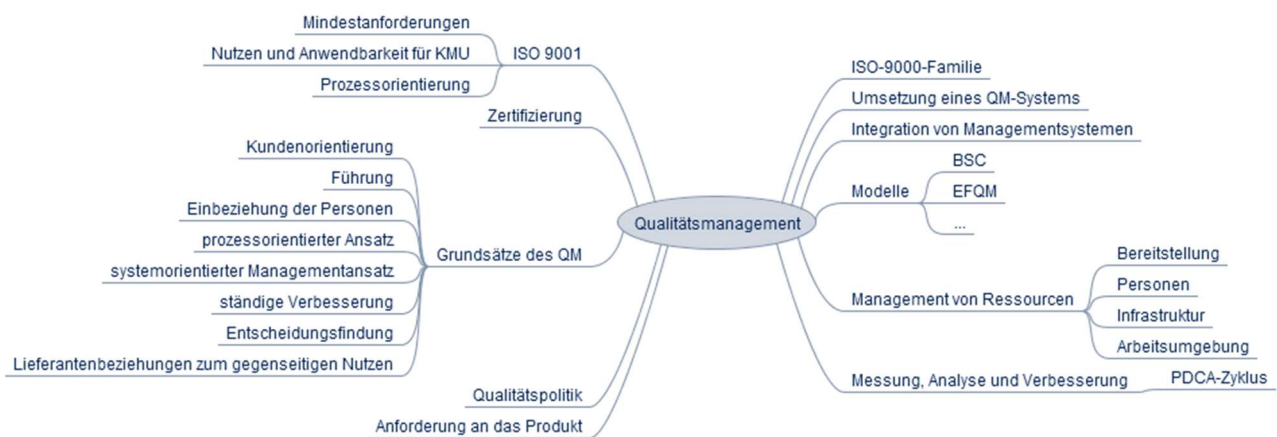 Mindestanforderungen
Nutzen und Anwendbarkeit für KMU
Prozessorientierung
ISO 9001
Zertifizierung
Kundenorientierung
Führung
Einbeziehung der Personen
prozessorientierter Ansatz
systemorientierter Managementansatz
ständige Verbesserung
Entscheidungsfindung
Lieferantenbeziehungen zum gegenseitigen Nutzen
Grundsätze des QM
Qualitätspolitik
Anforderung an das Produkt
Qualitätsmanagement
ISO-9000-Familie
Umsetzung eines QM-Systems
Integration von Managementsystemen
Modelle
BSC
EFQM
...
Management von Ressourcen
Bereitstellung
Personen
Infrastruktur
Arbeitsumgebung
Messung, Analyse und Verbesserung
PDCA-Zyklus